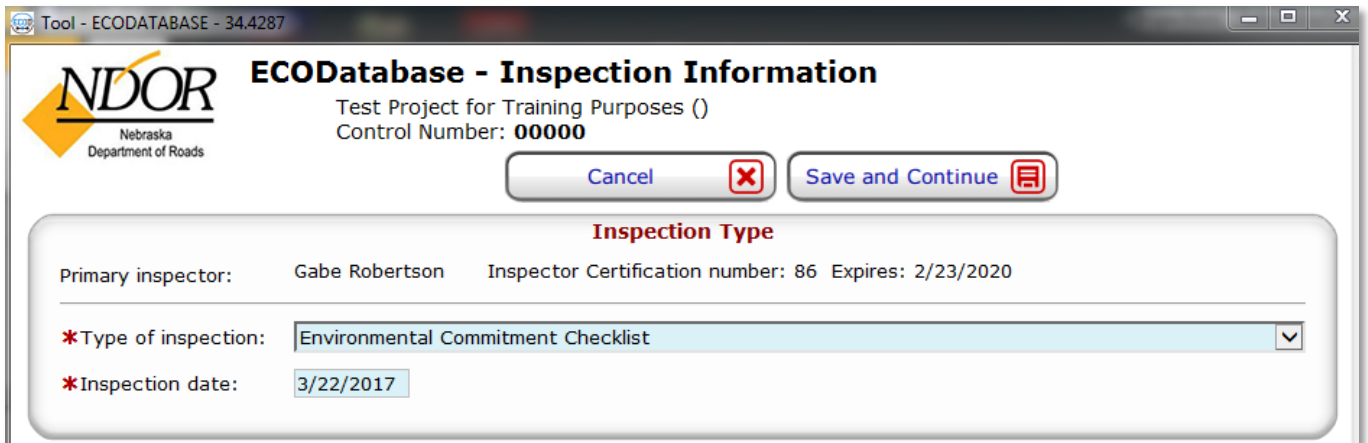 Tool - ECODATABASE - 34.4287
NDOR
Nebraska
Department of Roads
ECODatabase - Inspection Information
Test Project for Training Purposes ()
Control Number: 00000
Cancel
Save and Continue
Inspection Type
Primary inspector: Gabe Robertson Inspector Certification number: 86 Expires: 2/23/2020
*Type of inspection: Environmental Commitment Checklist
*Inspection date: 3/22/2017